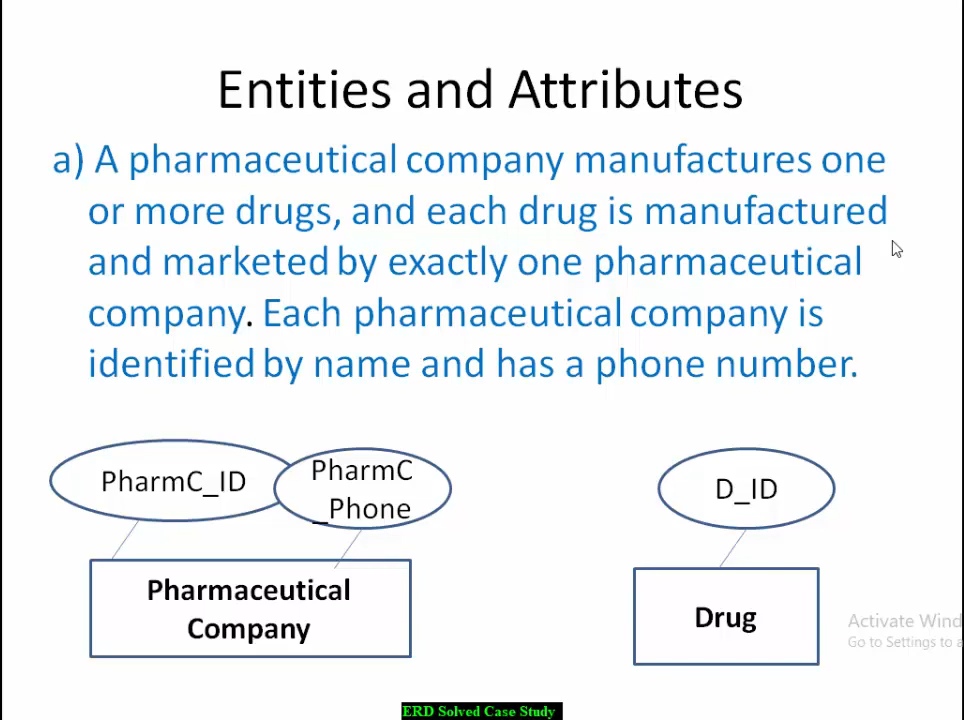 Entities and Attributes
a) A pharmaceutical company manufactures one
or more drugs, and each drug is manufactured
and marketed by exactly one pharmaceutical
company. Each pharmaceutical company is
identified by name and has a phone number.
PharmC_ID
PharmC
_Phone
D_ID
Pharmaceutical
Company
Drug
Activate Wind
Go to Settings to a
ERD Solved Case Study